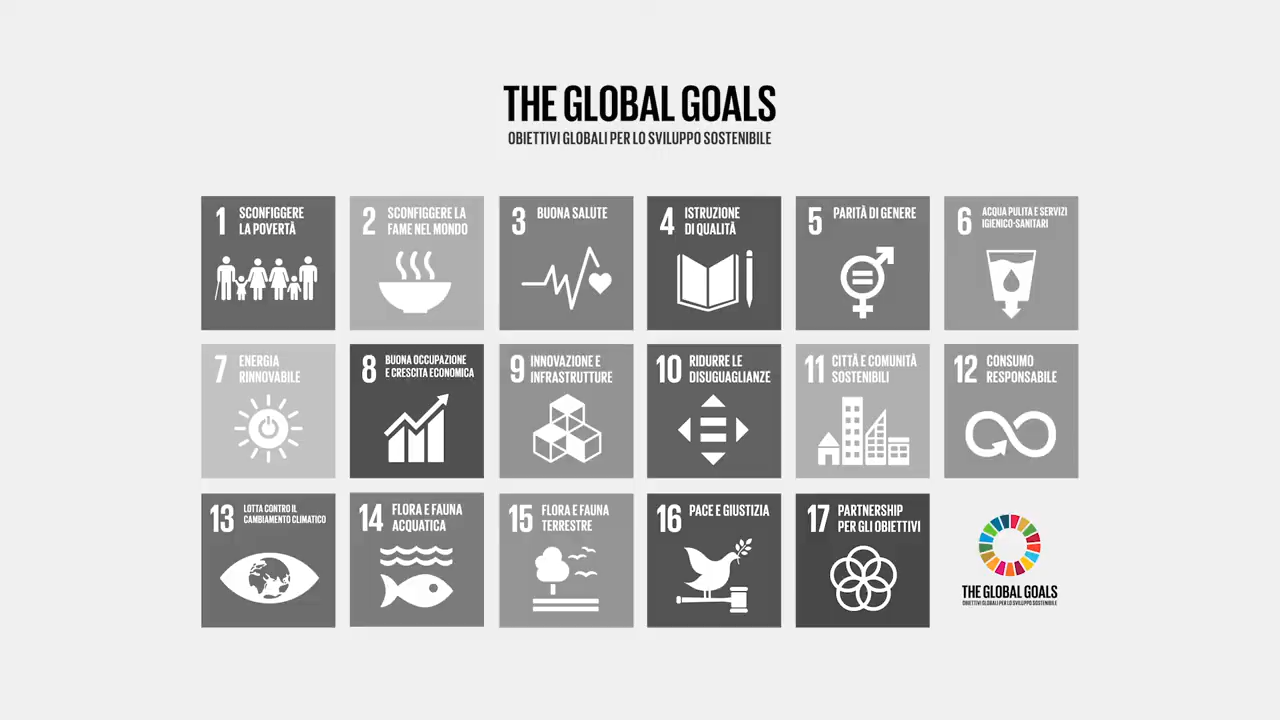 THE GLOBAL GOALS
OBIETTIVI GLOBALI PER LO SVILUPPO SOSTENIBILE
1 SCONFIGGERE
LA POVERTÀ
2 SCONFIGGERE LA
FAME NEL MONDO
3 BUONA SALUTE
4 ISTRUZIONE
DI QUALITÀ
5 PARITÀ DI GENERE
6 ACQUA PULITA E SERVIZI
IGIENICO-SANITARI
7 ENERGIA
RINNOVABILE
8 BUONA OCCUPAZIONE
E CRESCITA ECONOMICA
9 INNOVAZIONE E
INFRASTRUTTURE
10 RIDURRE LE
DISUGUAGLIANZE
11 CITTÀ E COMUNITÀ
SOSTENIBILI
12 CONSUMO
RESPONSABILE
13 LOTTA CONTRO IL
CAMBIAMENTO CLIMATICO
14 FLORA E FAUNA
ACQUATICA
15 FLORA E FAUNA
TERRESTRE
16 PACE E GIUSTIZIA
17 PARTNERSHIP
PER GLI OBIETTIVI
THE GLOBAL GOALS
OBIETTIVI GLOBALI PER LO SVILUPPO SOSTENIBILE